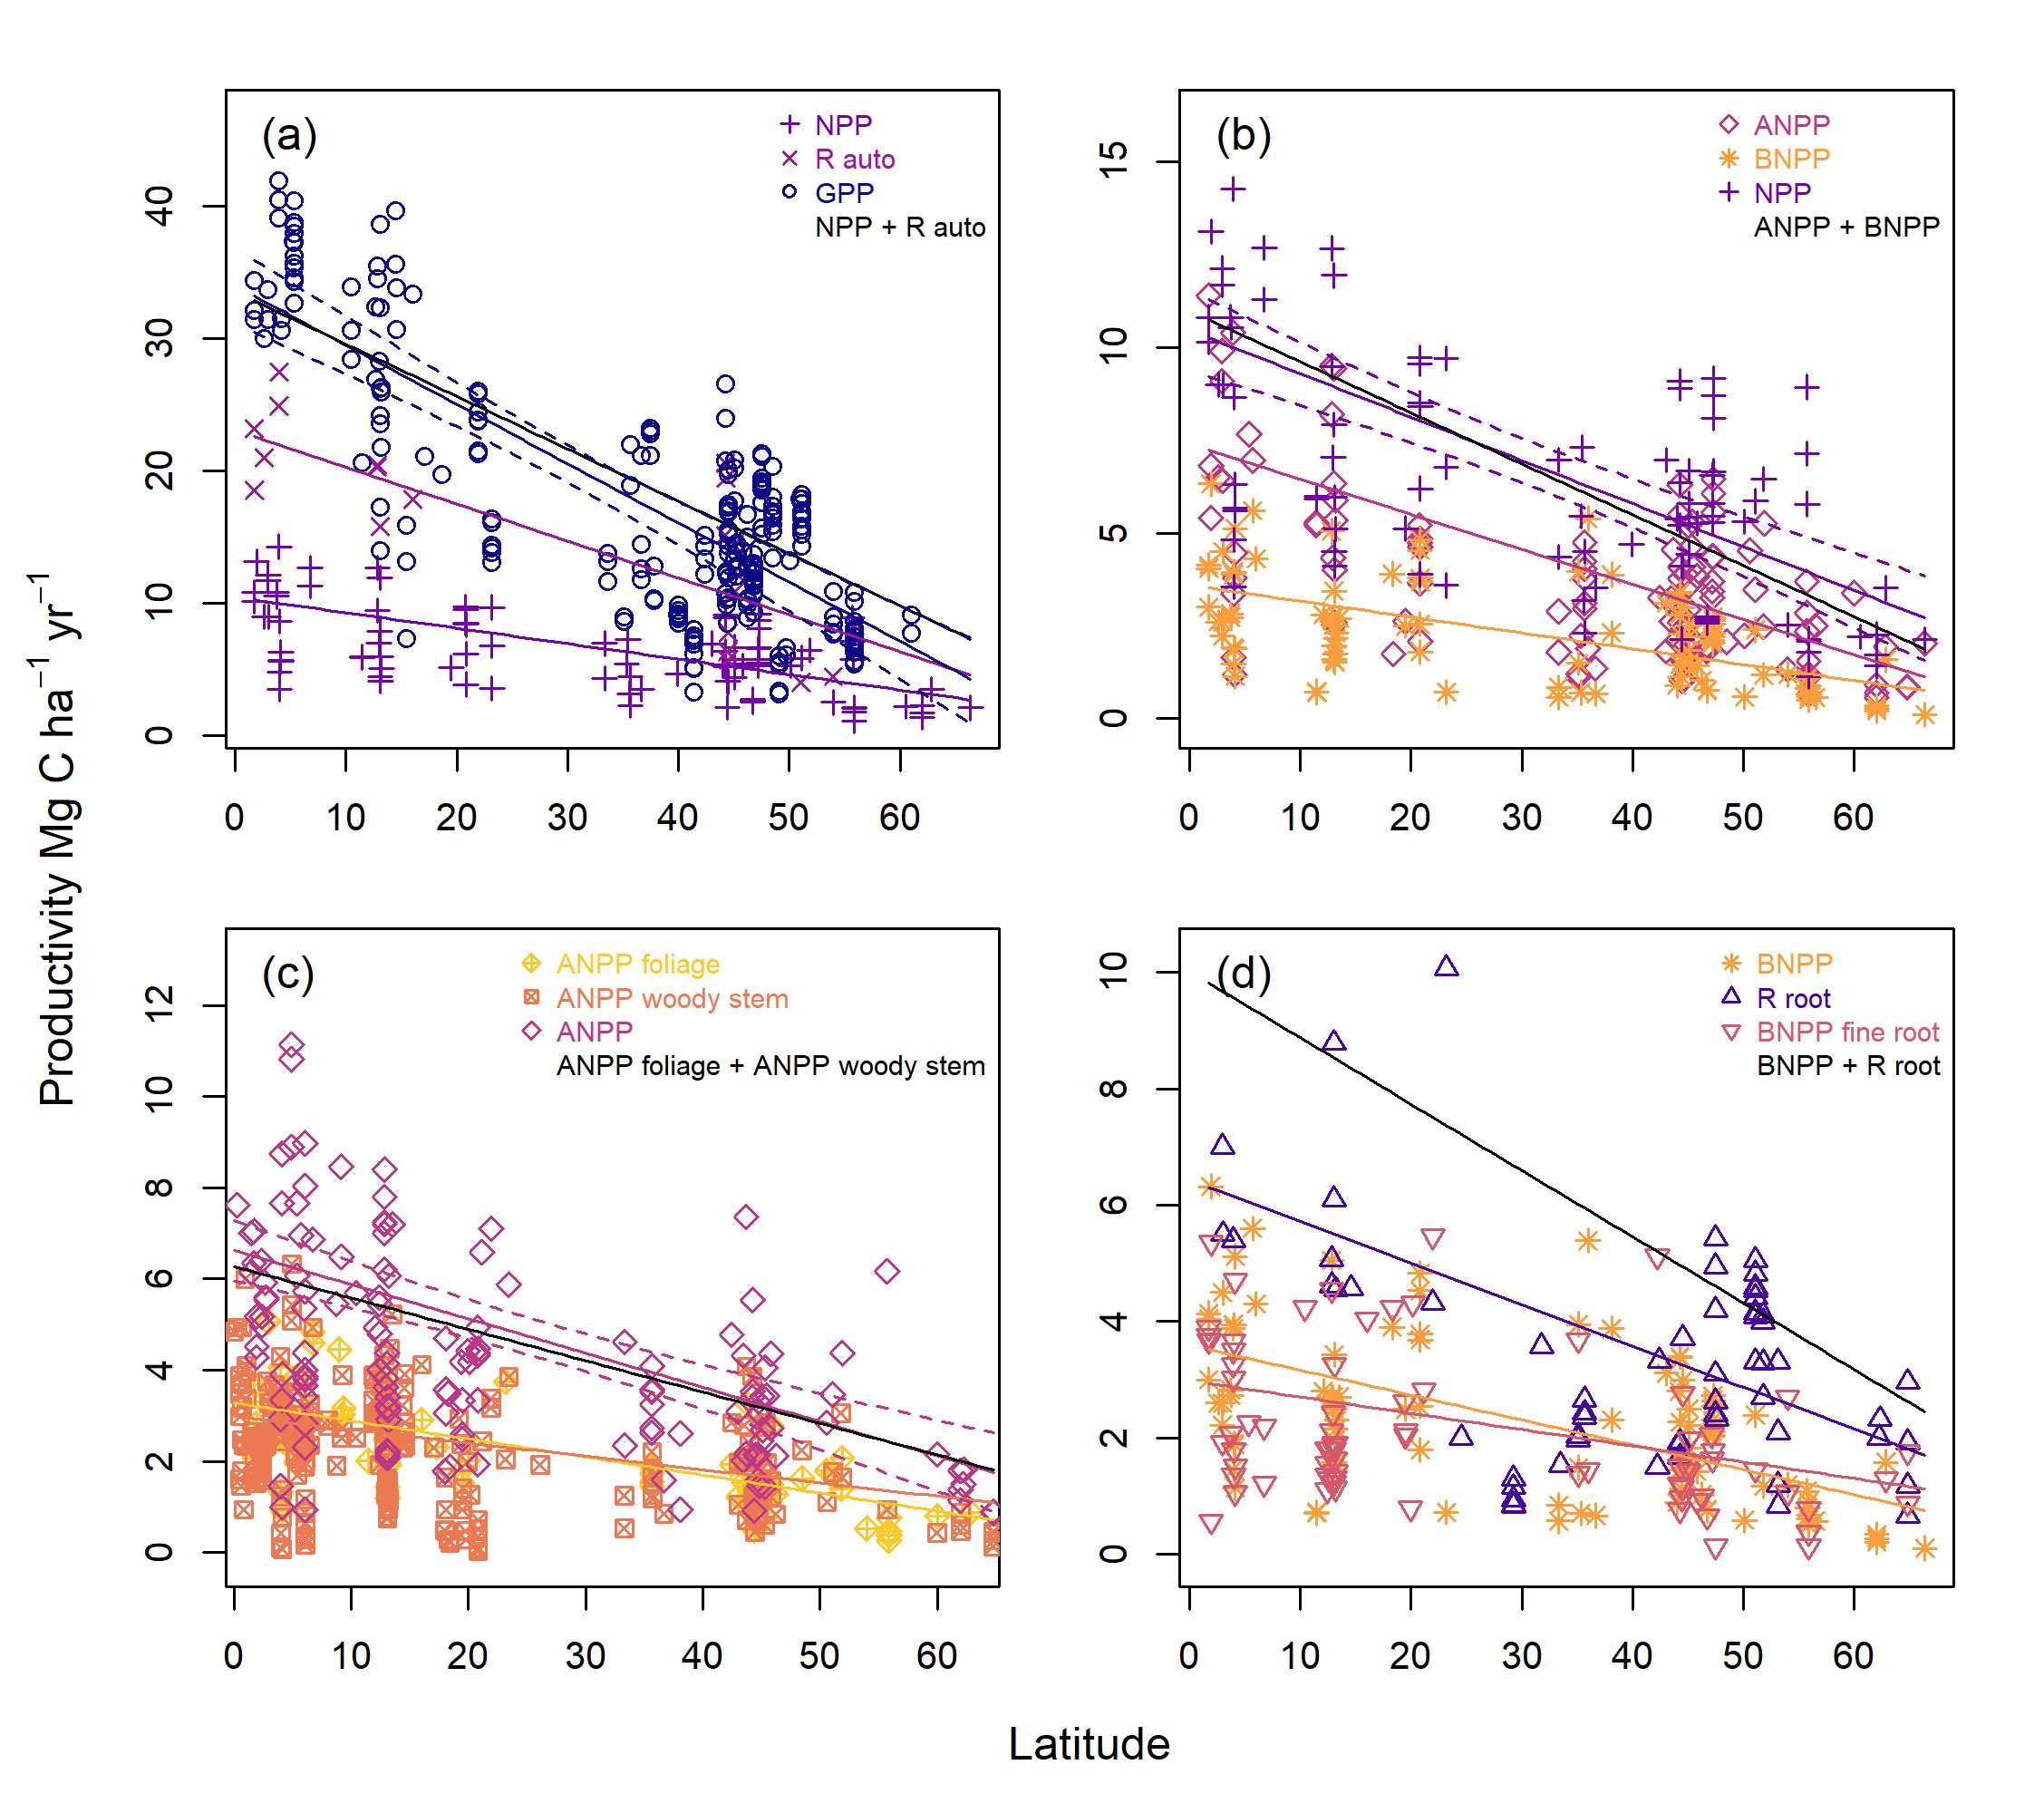 Productivity Mg C ha⁻¹ yr⁻¹
(a)
NPP
R auto
GPP
NPP + R auto
0 10 20 30 40
0 10 20 30 40 50 60
(b)
ANPP
BNPP
NPP
ANPP + BNPP
0 5 10 15
0 10 20 30 40 50 60
(c)
ANPP foliage
ANPP woody stem
ANPP
ANPP foliage + ANPP woody stem
0 2 4 6 8 10 12
0 10 20 30 40 50 60
(d)
BNPP
R root
BNPP fine root
BNPP + R root
0 2 4 6 8 10
0 10 20 30 40 50 60
Latitude